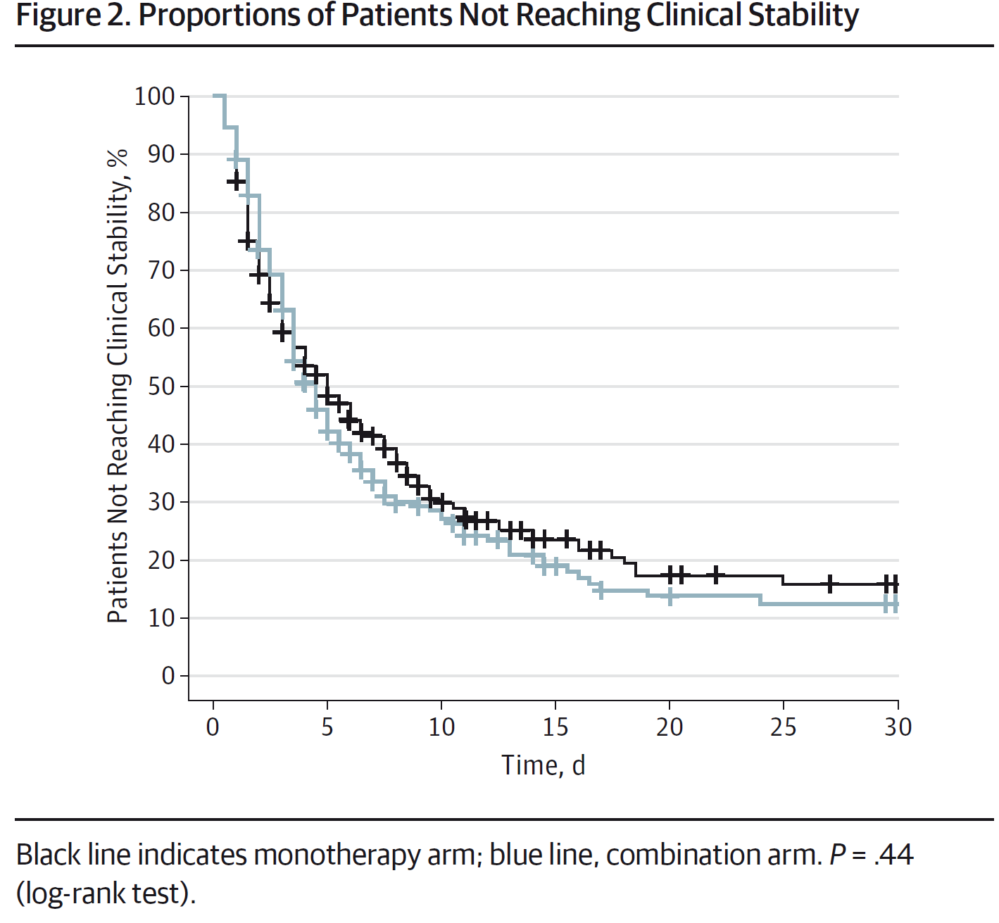 Figure 2. Proportions of Patients Not Reaching Clinical Stability
Patients Not Reaching Clinical Stability, %
100
90
80
70
60
50
40
30
20
10
0
0 5 10 15 20 25 30
Time, d
Black line indicates monotherapy arm; blue line, combination arm. P = .44
(log-rank test).